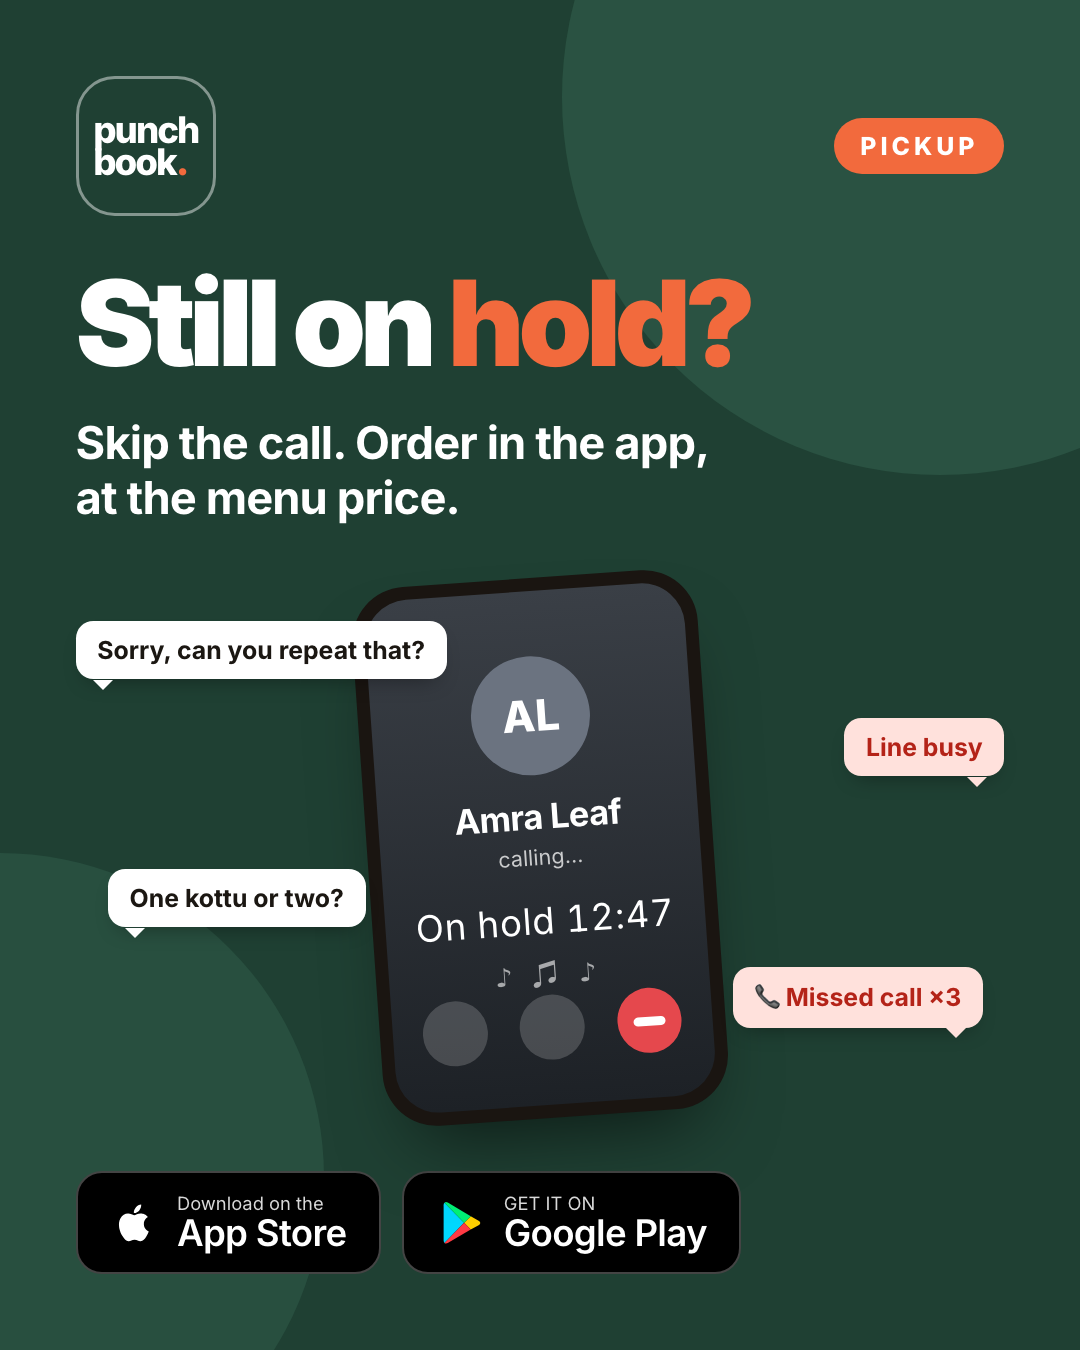 punch
book.
PICKUP
Still on hold?
Skip the call. Order in the app,
at the menu price.
Sorry, can you repeat that?
AL
Line busy
Amra Leaf
calling...
One kottu or two?
On hold 12:47
♪ ♫ ♪
📞 Missed call ×3
Download on the
App Store
GET IT ON
Google Play